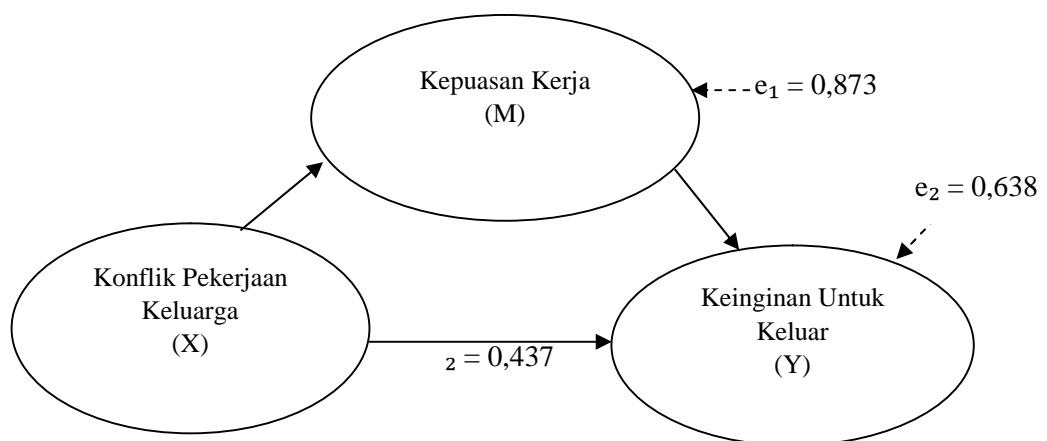 Kepuasan Kerja
(M)
e₁ = 0,873
e₂ = 0,638
Konflik Pekerjaan
Keluarga
(X)
₂ = 0,437
Keinginan Untuk
Keluar
(Y)